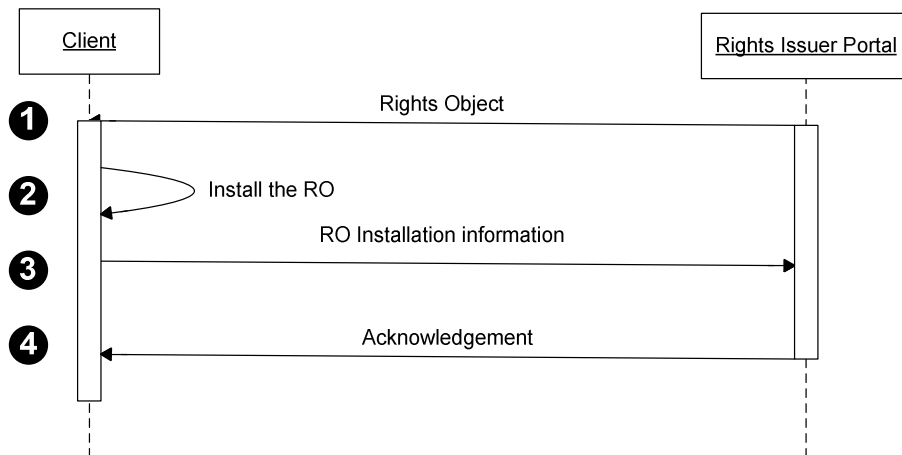 Client
Rights Issuer Portal
Rights Object
1
2
Install the RO
RO Installation information
3
Acknowledgement
4